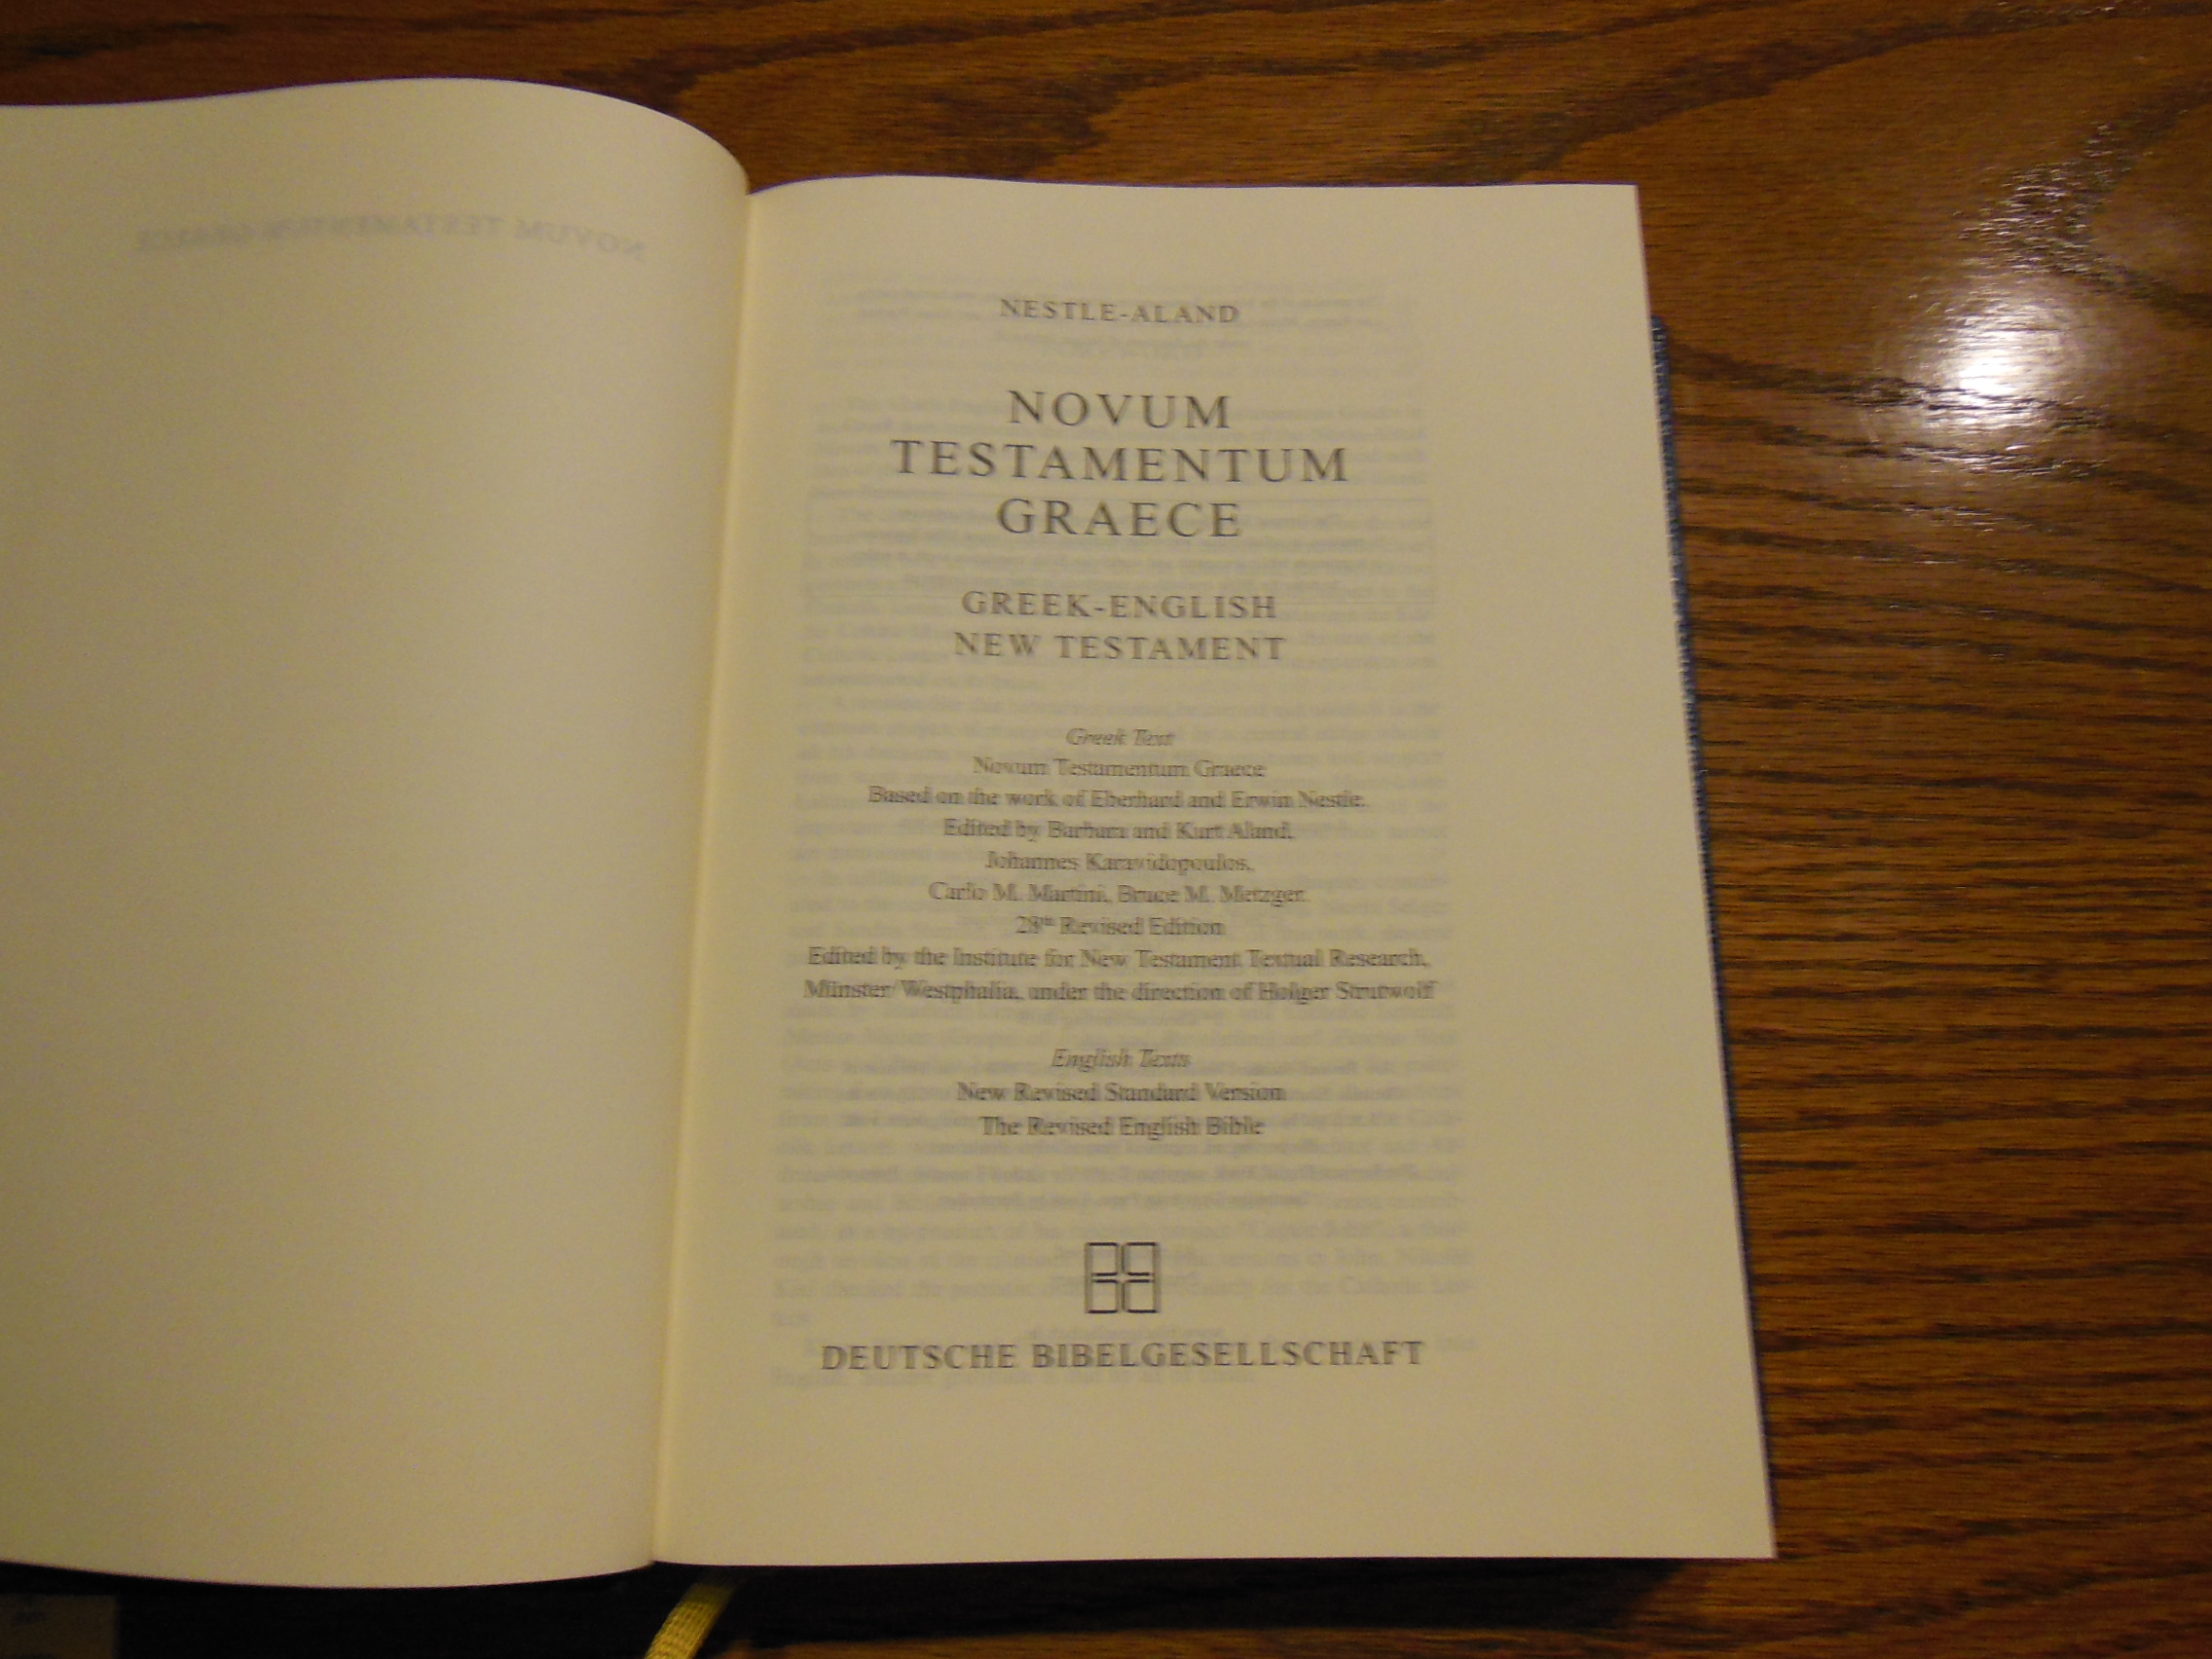 NOVUM TESTAMENTUM GRAECE
NESTLE-ALAND
NOVUM
TESTAMENTUM
GRAECE
GREEK-ENGLISH
NEW TESTAMENT
Greek Text
Novum Testamentum Graece
Based on the work of Eberhard and Erwin Nestle.
Edited by Barbara and Kurt Aland,
Johannes Karavidopoulos,
Carlo M. Martini, Bruce M. Metzger.
28th Revised Edition
Edited by the Institute for New Testament Textual Research,
Münster/Westphalia, under the direction of Holger Strutwolf
English Texts
New Revised Standard Version
The Revised English Bible
DEUTSCHE BIBELGESELLSCHAFT